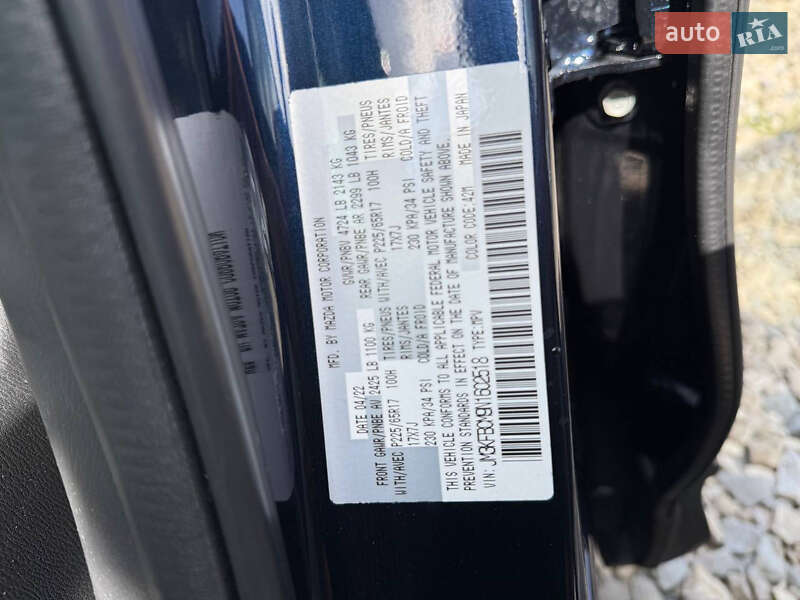 auto RIA.com
MFD. BY MAZDA MOTOR CORPORATION
DATE 04/22 GVWR/PNBV 4724 LB 2143 KG
FRONT GAWR/PNBE AV 2425 LB 1100 KG REAR GAWR/PNBE AR 2299 LB 1043 KG
TIRES/PNEUS TIRES/PNEUS
WITH/AVEC P225/65R17 100H RIMS/JANTES WITH/AVEC P225/65R17 100H RIMS/JANTES
17X7J COLD/A FROID 17X7J COLD/A FROID
230 KPA/34 PSI 230 KPA/34 PSI
THIS VEHICLE CONFORMS TO ALL APPLICABLE FEDERAL MOTOR VEHICLE SAFETY AND THEFT
PREVENTION STANDARDS IN EFFECT ON THE DATE OF MANUFACTURE SHOWN ABOVE.
VIN: JM3KFBCM9N1602518 TYPE:MPV COLOR CODE:42M MADE IN JAPAN